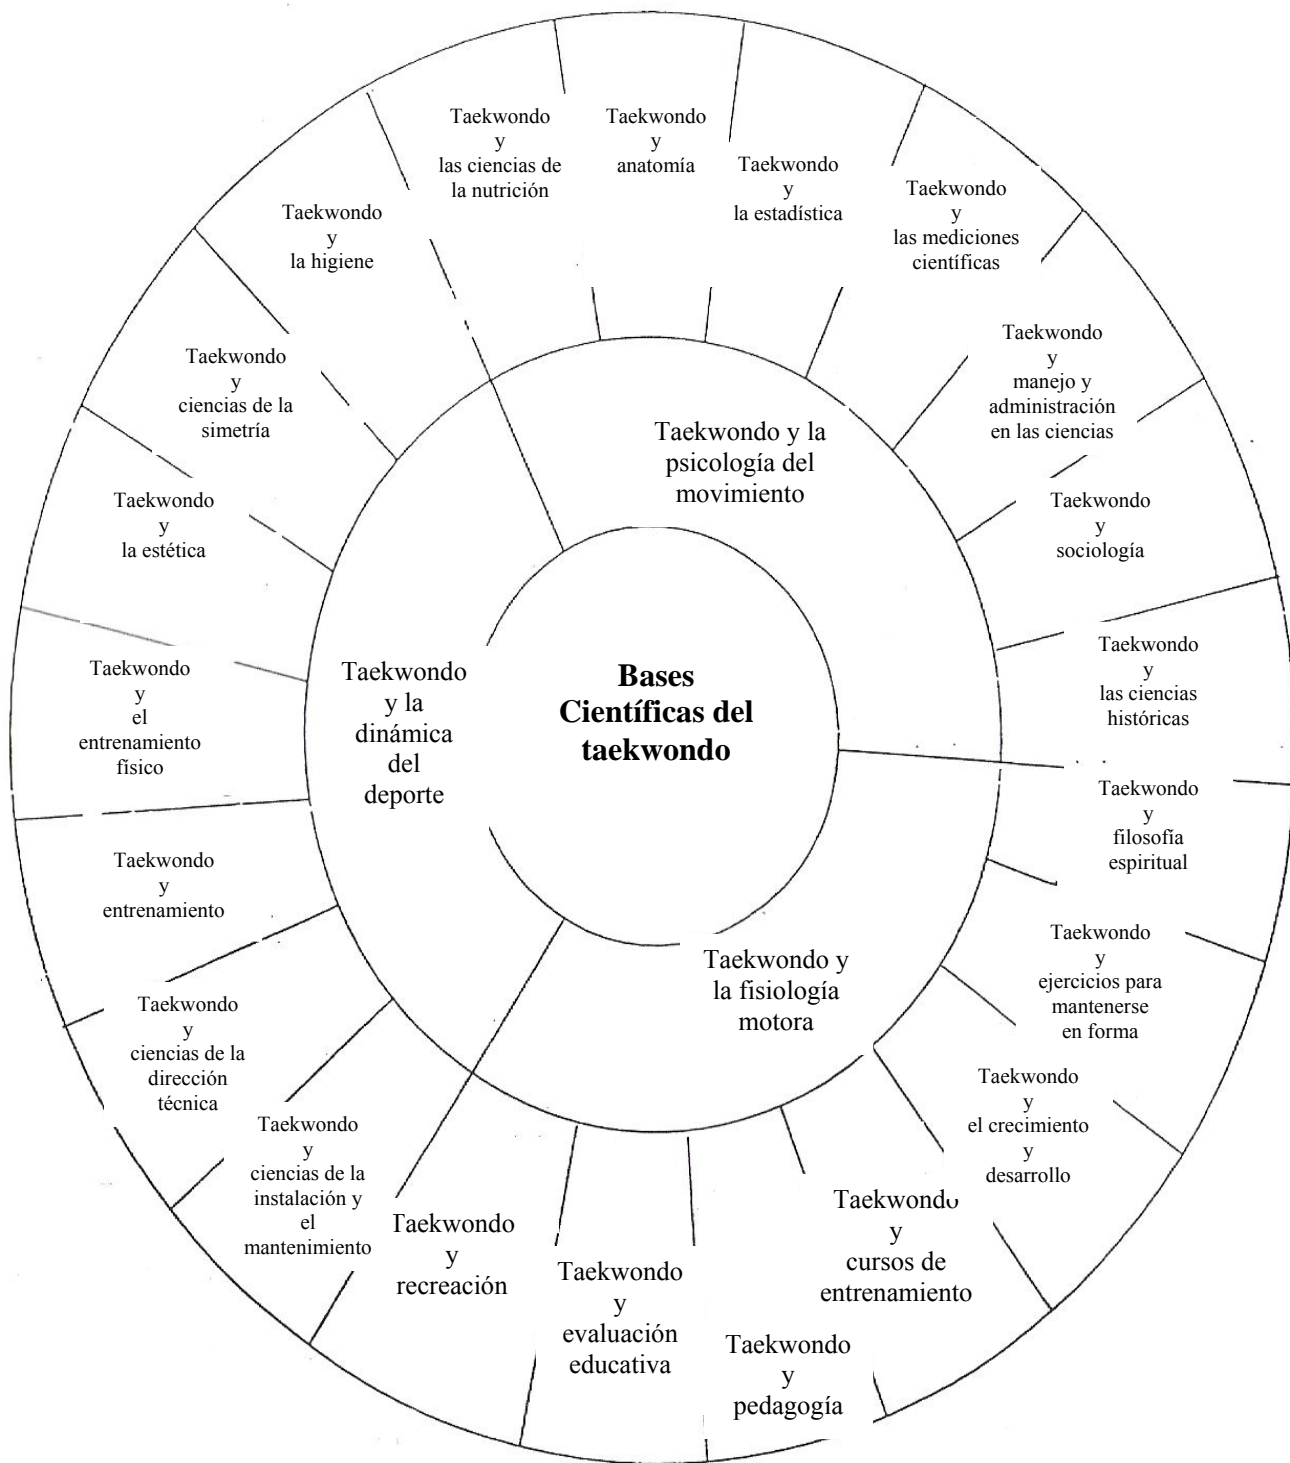 Taekwondo
y
las ciencias de
la nutrición
Taekwondo
y
anatomía
Taekwondo
y
la estadística
Taekwondo
y
las mediciones
científicas
Taekwondo
y
manejo y
administración
en las ciencias
Taekwondo
y
sociología
Taekwondo
y
las ciencias
históricas
Taekwondo
y
filosofía
espiritual
Taekwondo
y
ejercicios para
mantenerse
en forma
Taekwondo
y
el crecimiento
y
desarrollo
Taekwondo
y
cursos de
entrenamiento
Taekwondo
y
pedagogía
Taekwondo
y
evaluación
educativa
Taekwondo
y
recreación
Taekwondo
y
ciencias de la
instalación y
el
mantenimiento
Taekwondo
y
ciencias de la
dirección
técnica
Taekwondo
y
entrenamiento
Taekwondo
y
el
entrenamiento
físico
Taekwondo
y
la estética
Taekwondo
y
ciencias de la
simetría
Taekwondo
y
la higiene
Taekwondo y la
psicología del
movimiento
Taekwondo
y la
dinámica
del
deporte
Taekwondo y
la fisiología
motora
Bases
Científicas del
taekwondo